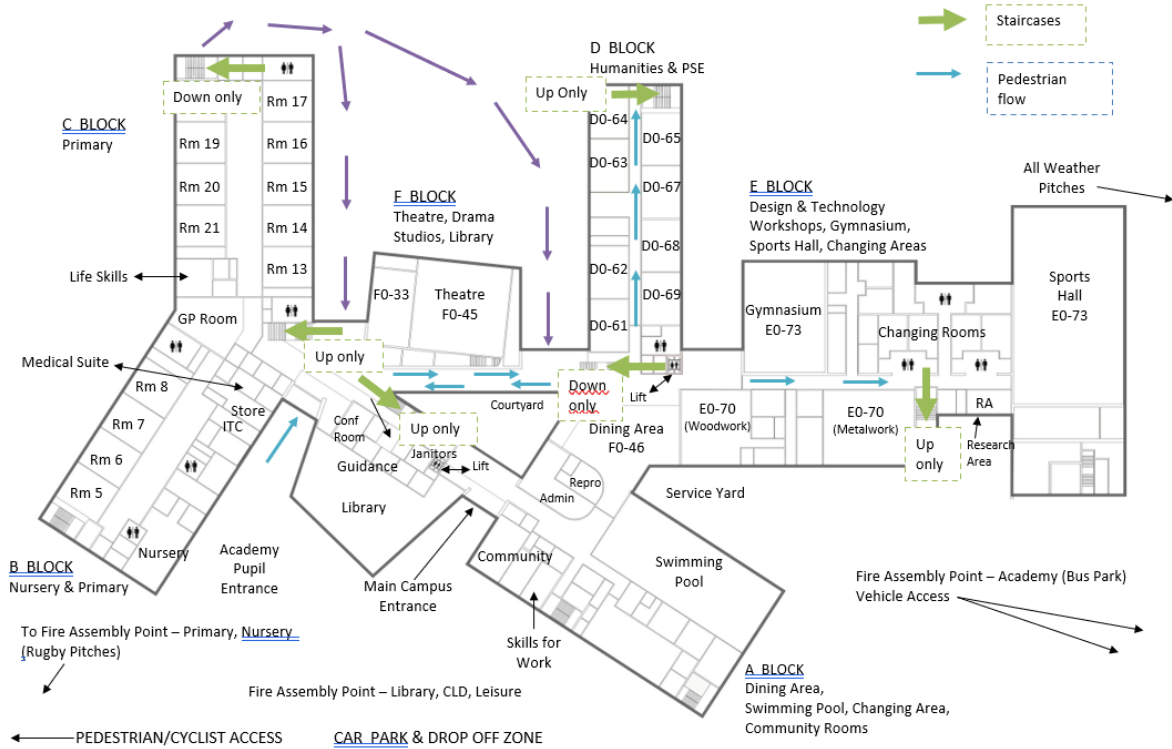 Staircases
Pedestrian
flow
D BLOCK
Humanities & PSE
Up Only
Down only
C BLOCK
Primary
Rm 17
Rm 19
Rm 16
Rm 20
Rm 15
Rm 21
Rm 14
Rm 13
Life Skills
GP Room
Medical Suite
D0-64
D0-65
D0-63
D0-67
D0-68
D0-62
D0-69
D0-61
F BLOCK
Theatre, Drama
Studios, Library
F0-33
Theatre
F0-45
E BLOCK
Design & Technology
Workshops, Gymnasium,
Sports Hall, Changing Areas
All Weather
Pitches
Sports
Hall
E0-73
Gymnasium
E0-73
Changing Rooms
Up only
Down
only
Lift
Courtyard
Dining Area
F0-46
E0-70
(Woodwork)
E0-70
(Metalwork)
RA
Research
Area
Up
only
Rm 8
Rm 7
Rm 6
Rm 5
Store
ITC
Nursery
Conf
Room
Up only
Janitors
Lift
Guidance
Library
Repro
Admin
Service Yard
Swimming
Pool
Community
Academy
Pupil
Entrance
Main Campus
Entrance
Skills for
Work
B BLOCK
Nursery & Primary
To Fire Assembly Point – Primary, Nursery
(Rugby Pitches)
Fire Assembly Point – Academy (Bus Park)
Vehicle Access
A BLOCK
Dining Area,
Swimming Pool, Changing Area,
Community Rooms
Fire Assembly Point – Library, CLD, Leisure
PEDESTRIAN/CYCLIST ACCESS
CAR PARK & DROP OFF ZONE